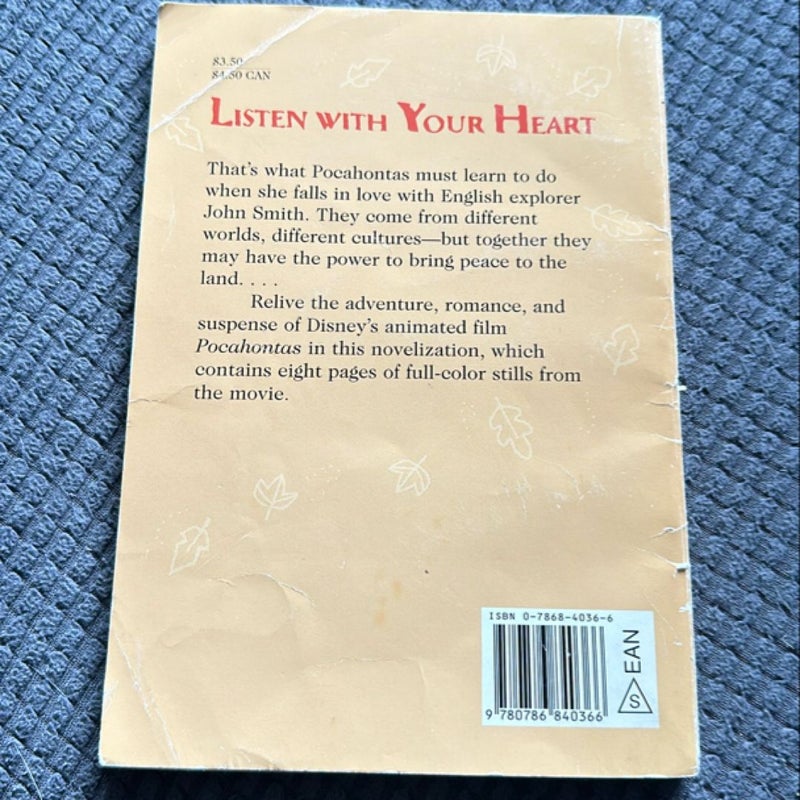 $3.50
$4.50 CAN
LISTEN WITH YOUR HEART
That's what Pocahontas must learn to do
when she falls in love with English explorer
John Smith. They come from different
worlds, different cultures—but together they
may have the power to bring peace to the
land. . . .
Relive the adventure, romance, and
suspense of Disney's animated film
Pocahontas in this novelization, which
contains eight pages of full-color stills from
the movie.
ISBN 0-7868-4036-6
9 780786 840366
S
EAN